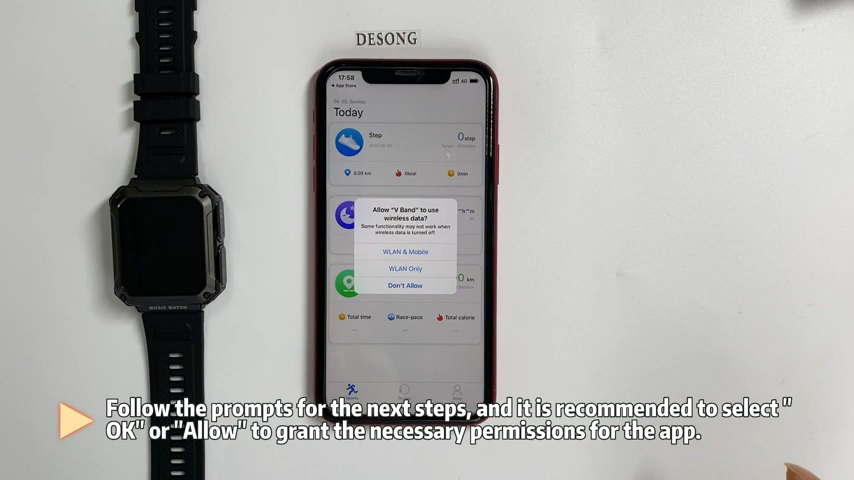 DESONG
17:58
4G
App Store
Today
Step
0 step
0.00 km
0kcal
0min
Allow "V Band" to use
wireless data?
Some functionality may not work when
wireless data is turned off.
WLAN & Mobile
WLAN Only
Don't Allow
0 km
Total time
Race-pace
Total calorie
MUSIC WATCH
Follow the prompts for the next steps, and it is recommended to select "
OK" or "Allow" to grant the necessary permissions for the app.